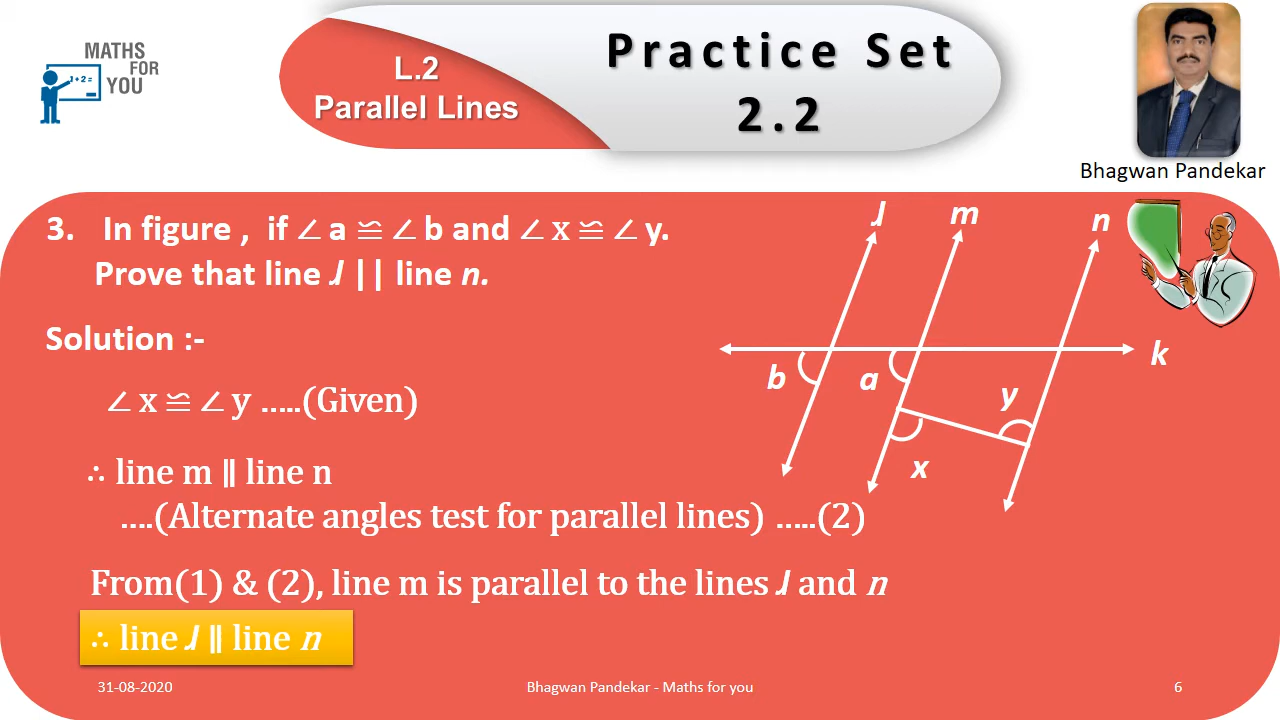 MATHS
FOR
YOU
1+2=
L.2
Parallel Lines
Practice Set
2.2
Bhagwan Pandekar
3. In figure , if ∠ a ≌ ∠ b and ∠ x ≌ ∠ y.
Prove that line l || line n.
Solution :-
∠ x ≌ ∠ y …..(Given)
∴ line m ∥ line n
….(Alternate angles test for parallel lines) …..(2)
From(1) & (2), line m is parallel to the lines l and n
∴ line l ∥ line n
l
m
n
k
b
a
y
x
31-08-2020
Bhagwan Pandekar - Maths for you
6